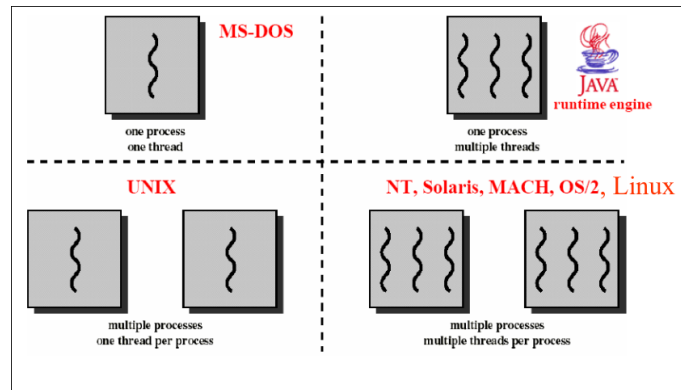 MS-DOS
one process
one thread
JAVA
runtime engine
one process
multiple threads
UNIX
multiple processes
one thread per process
NT, Solaris, MACH, OS/2, Linux
multiple processes
multiple threads per process